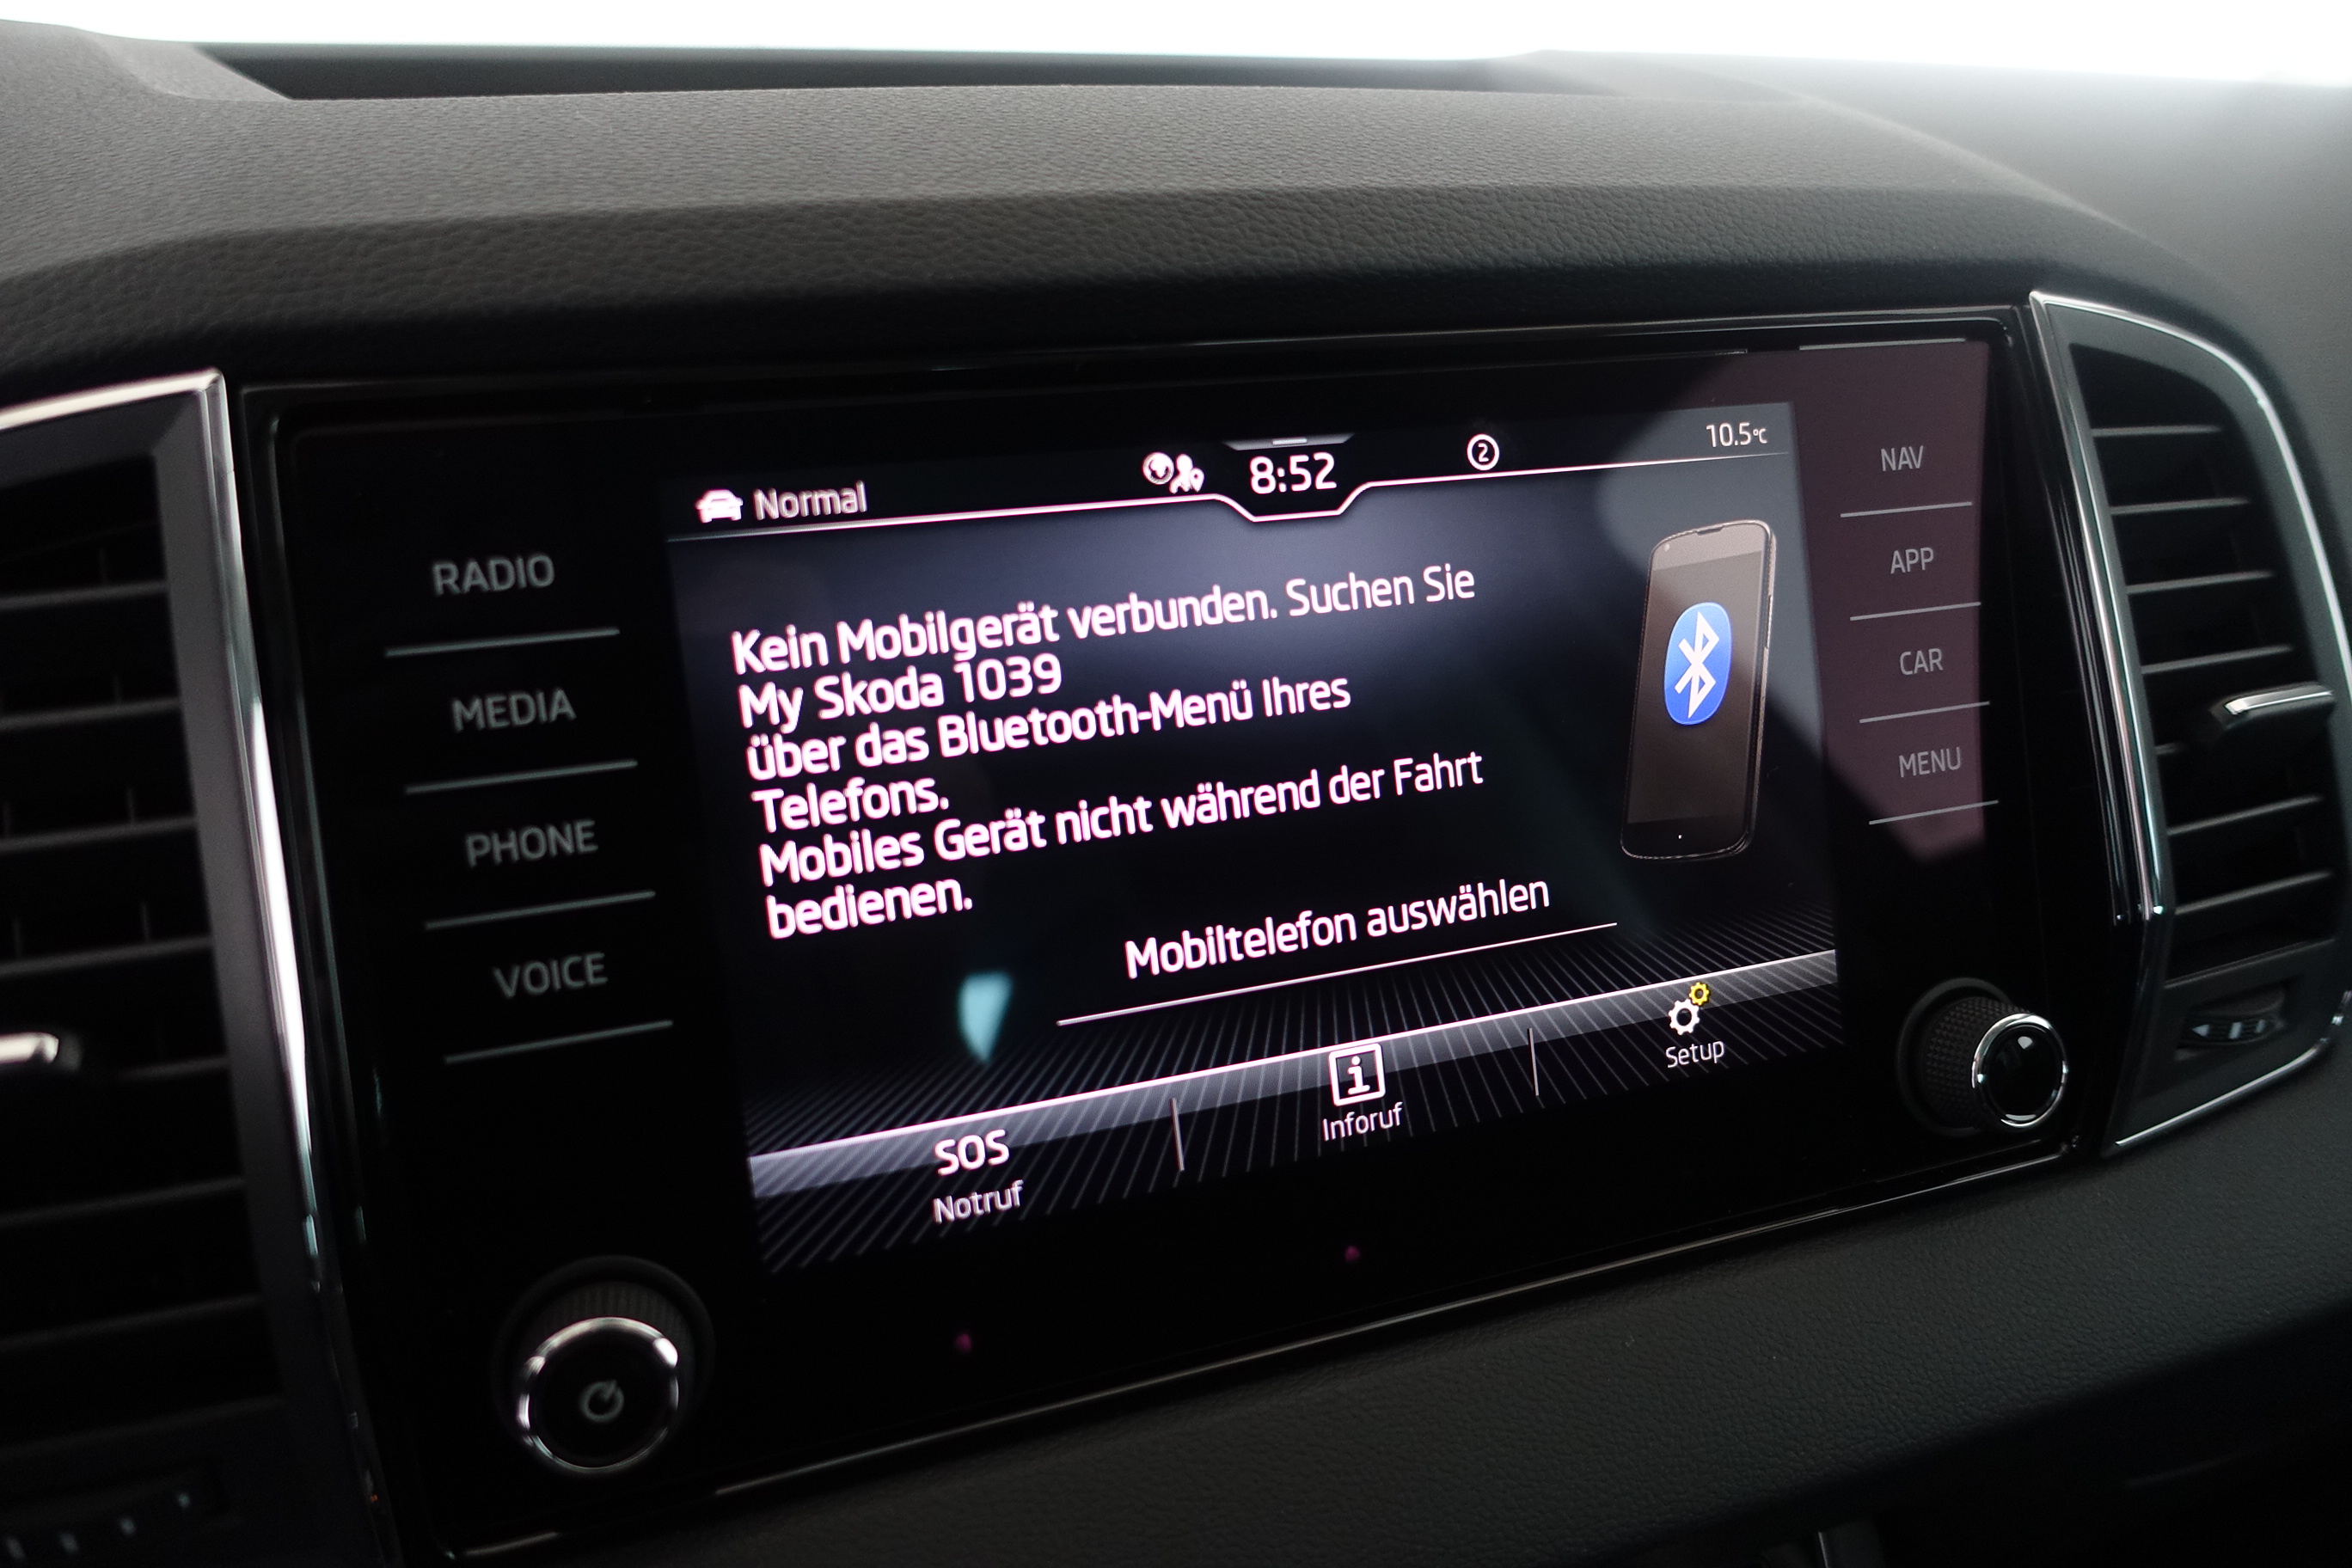 Normal
8:52
2
10.5°C
RADIO
MEDIA
PHONE
VOICE
Kein Mobilgerät verbunden. Suchen Sie
My Skoda 1039
über das Bluetooth-Menü Ihres
Telefons.
Mobiles Gerät nicht während der Fahrt
bedienen.
Mobiltelefon auswählen
SOS
Notruf
i
Inforuf
Setup
NAV
APP
CAR
MENU